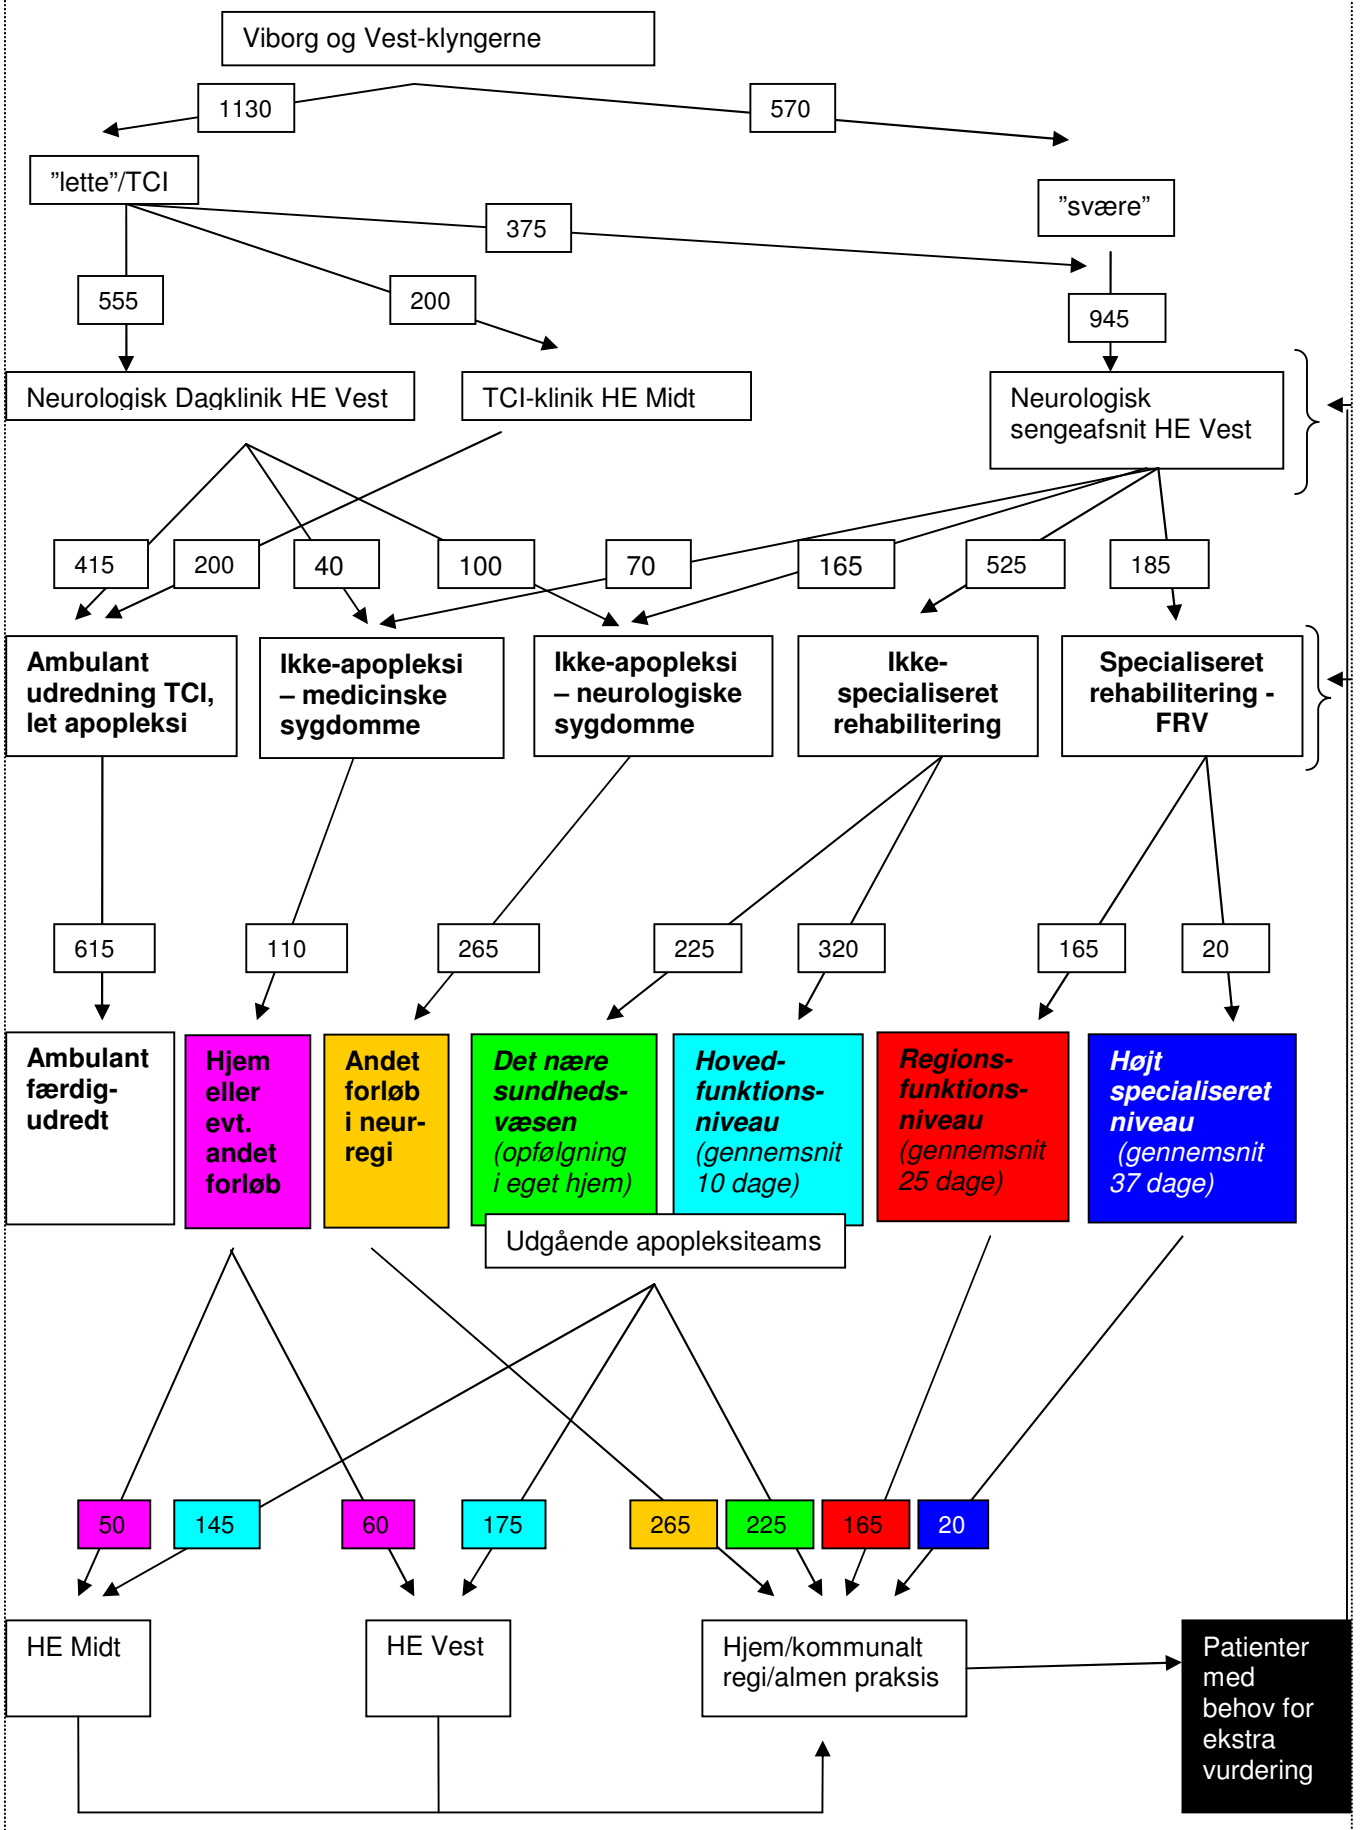 Viborg og Vest-klyngerne
1130
570
"lette"/TCI
"svære"
375
555
200
945
Neurologisk Dagklinik HE Vest
TCI-klinik HE Midt
Neurologisk
sengeafsnit HE Vest
415
200
40
100
70
165
525
185
Ambulant
udredning TCI,
let apopleksi
Ikke-apopleksi
– medicinske
sygdomme
Ikke-apopleksi
– neurologiske
sygdomme
Ikke-
specialiseret
rehabilitering
Specialiseret
rehabilitering -
FRV
615
110
265
225
320
165
20
Ambulant
færdig-
udredt
Hjem
eller
evt.
andet
forløb
Andet
forløb
i neur-
regi
Det nære
sundheds-
væsen
(opfølgning
i eget hjem)
Hoved-
funktions-
niveau
(gennemsnit
10 dage)
Regions-
funktions-
niveau
(gennemsnit
25 dage)
Højt
specialiseret
niveau
(gennemsnit
37 dage)
Udgående apopleksiteams
50
145
60
175
265
225
165
20
HE Midt
HE Vest
Hjem/kommunalt
regi/almen praksis
Patienter
med
behov for
ekstra
vurdering